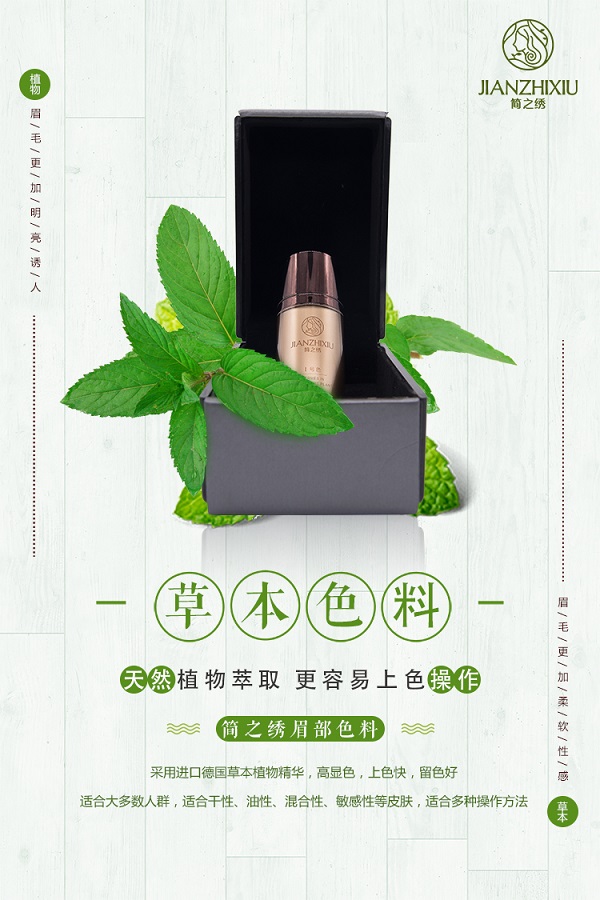 JIANZHIXIU
简之绣
植物
眉/毛/更/加/明/亮/诱/人
JIANZHIXIU
简之绣
草本色料
天然植物萃取 更容易上色操作
简之绣眉部色料
采用进口德国草本植物精华，高显色，上色快，留色好
适合大多数人群，适合干性、油性、混合性、敏感性等皮肤，适合多种操作方法
眉/毛/更/加/柔/软/性/感
草本